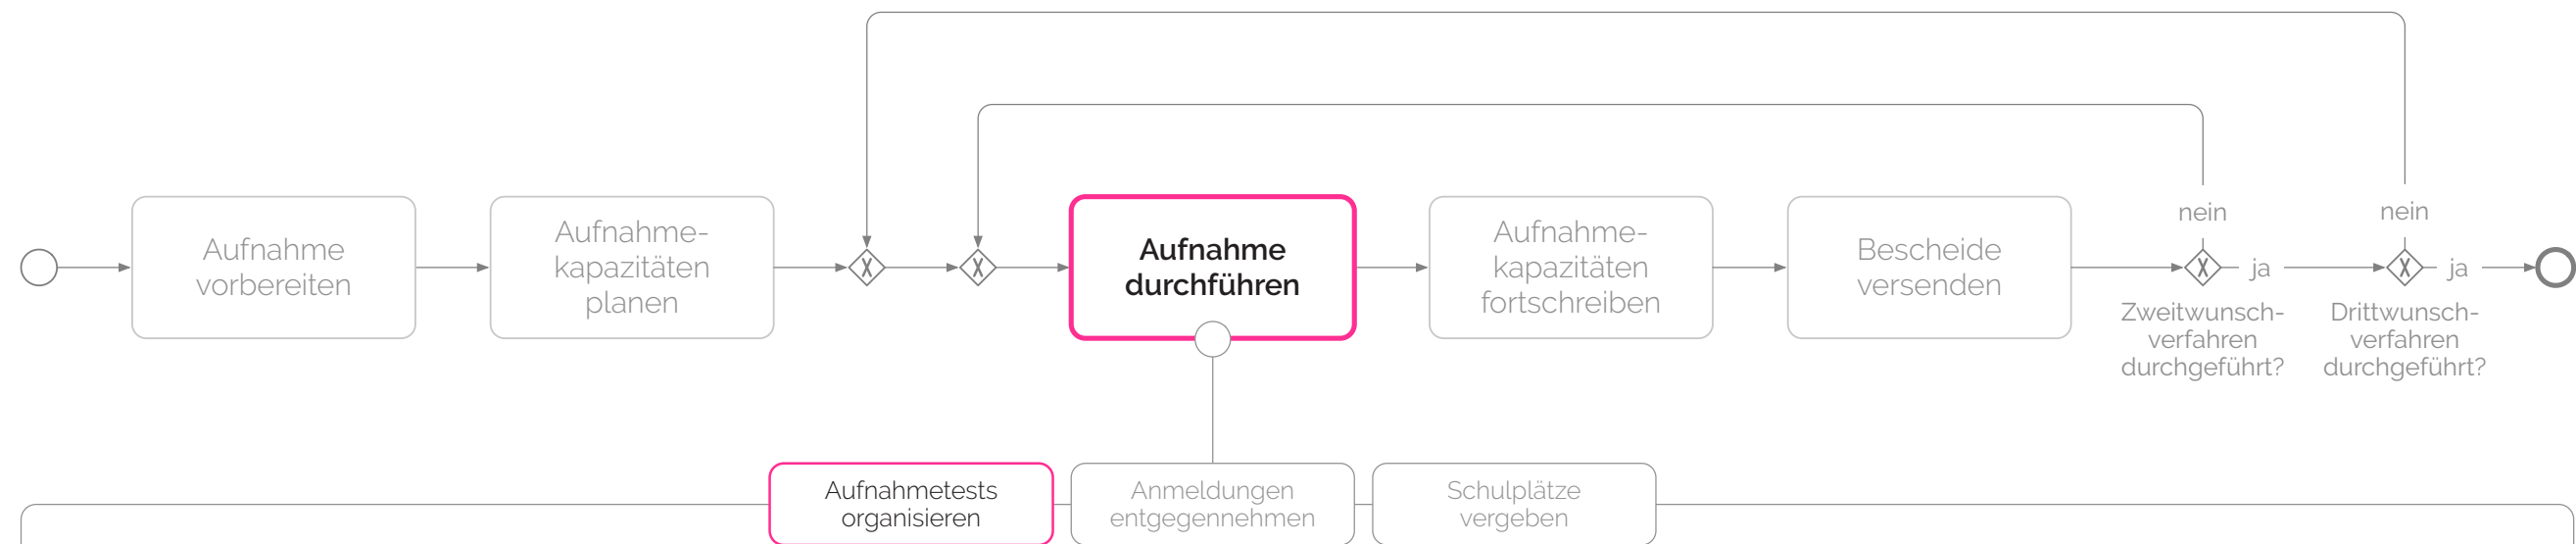 Aufnahme
vorbereiten
Aufnahme-
kapazitäten
planen
X
X
Aufnahme
durchführen
Aufnahme-
kapazitäten
fortschreiben
Bescheide
versenden
nein
X
ja
Zweitwunsch-
verfahren
durchgeführt?
nein
X
ja
Drittwunsch-
verfahren
durchgeführt?
Aufnahmetests
organisieren
Anmeldungen
entgegennehmen
Schulplätze
vergeben